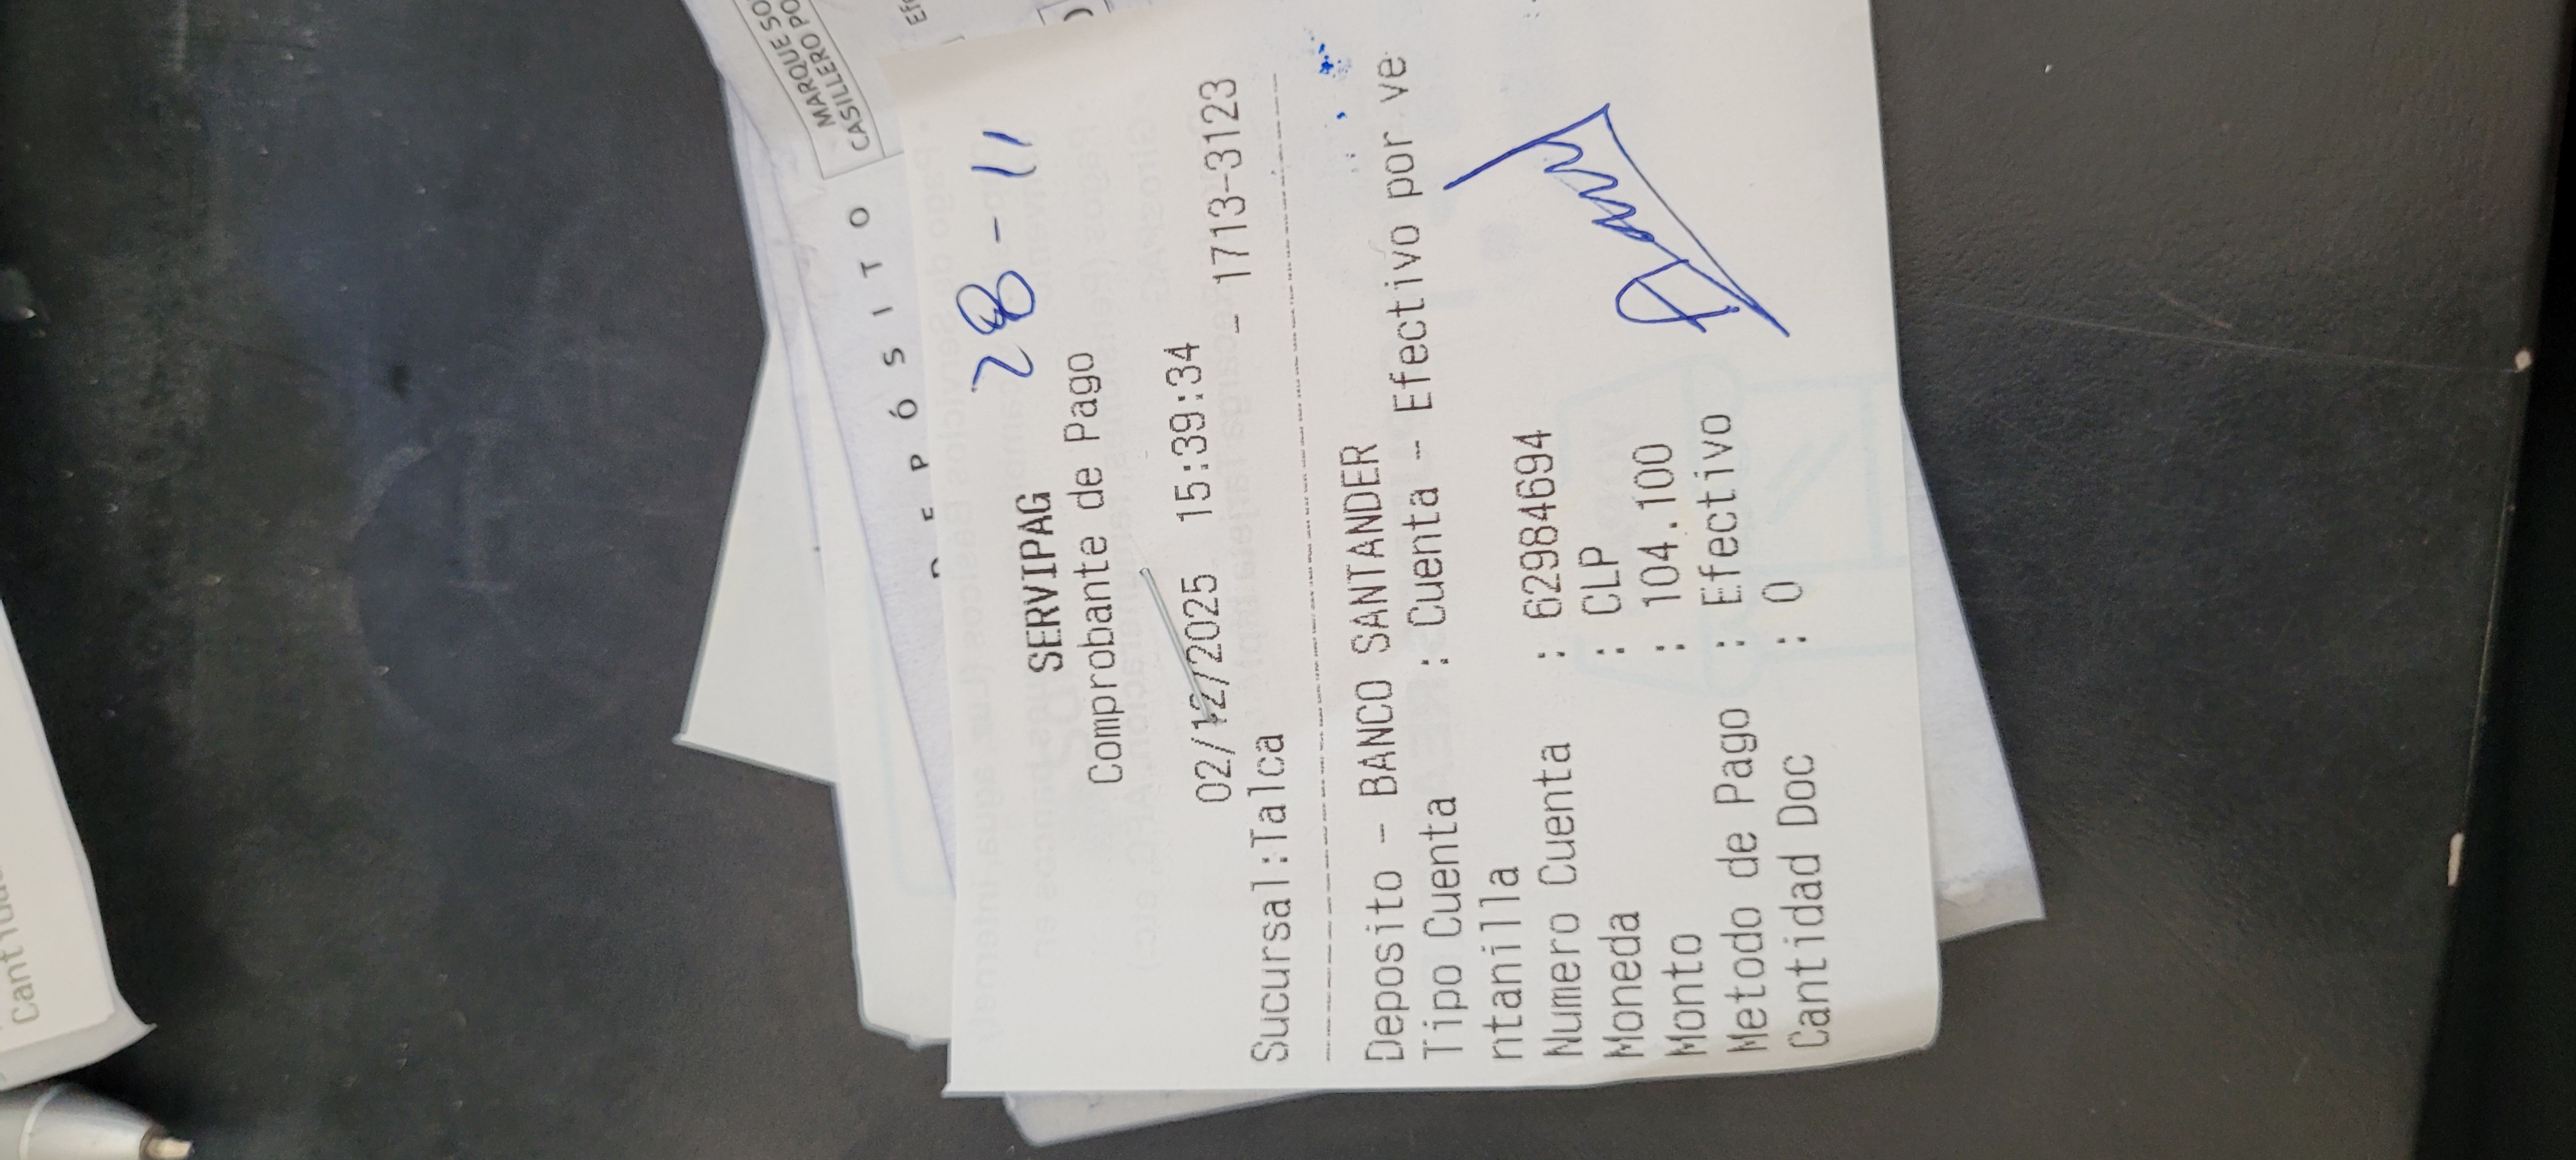 MARQUE SO
CASILLERO PO
Efe
DEPÓSITO
28-11
SERVIPAG
Comprobante de Pago
02/12/2025 15:39:34
Sucursal:Talca - 1713-3123
Deposito - BANCO SANTANDER
Tipo Cuenta : Cuenta - Efectivo por ve
ntanilla
Numero Cuenta : 62984694
Moneda : CLP
Monto : 104.100
Metodo de Pago : Efectivo
Cantidad Doc : 0
Cantidad